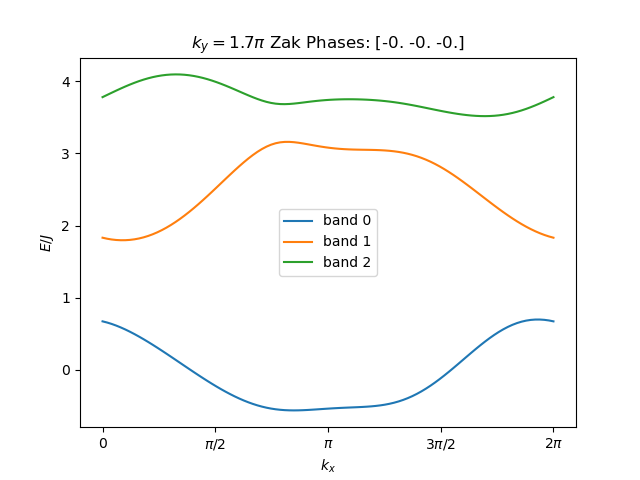 $k_y = 1.7\pi$ Zak Phases: [-0. -0. -0.]
E/J
4
3
2
1
0
band 0
band 1
band 2
0
π/2
π
3π/2
2π
$k_x$